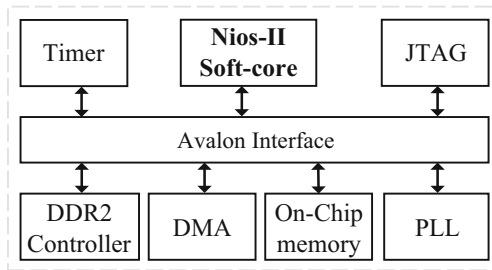 Timer
Nios-II
Soft-core
JTAG
Avalon Interface
DDR2
Controller
DMA
On-Chip
memory
PLL